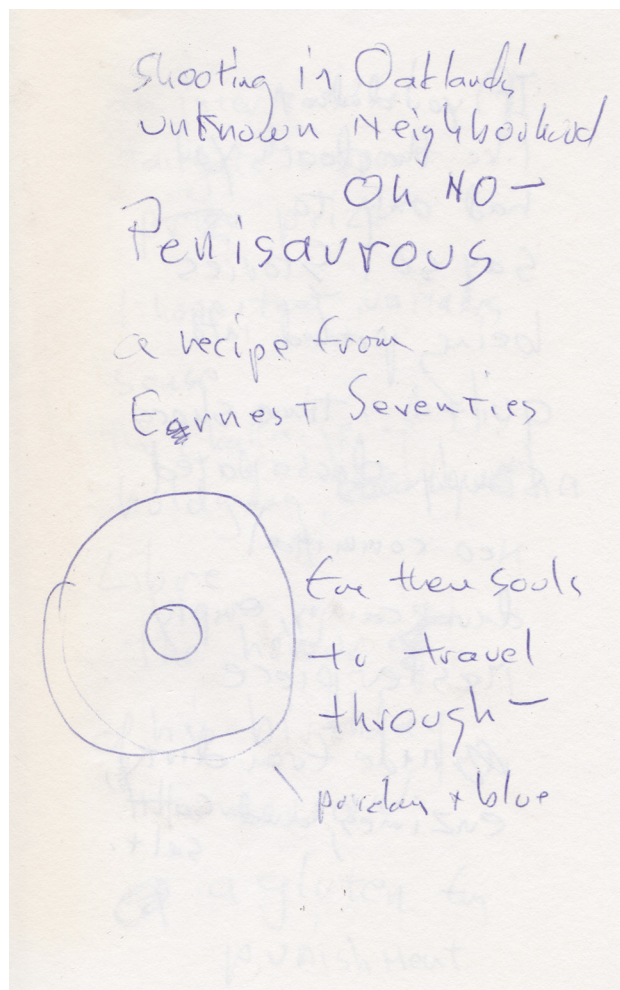 Shooting in Oakland's
unknown Neighborhood
Oh NO—
Penisaurous
a recipe from
Earnest Seventies
For their souls
to travel
through—
+ blue